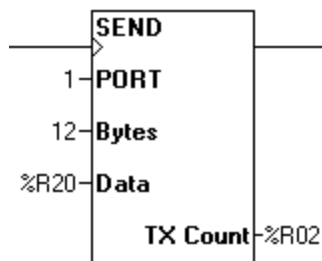 SEND
1 PORT
12 Bytes
%R20 Data
TX Count %R02